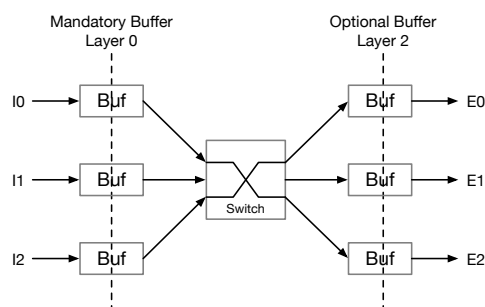 Mandatory Buffer
Layer 0
Optional Buffer
Layer 2
I0
Buf
Buf
E0
I1
Buf
Switch
Buf
E1
I2
Buf
Buf
E2